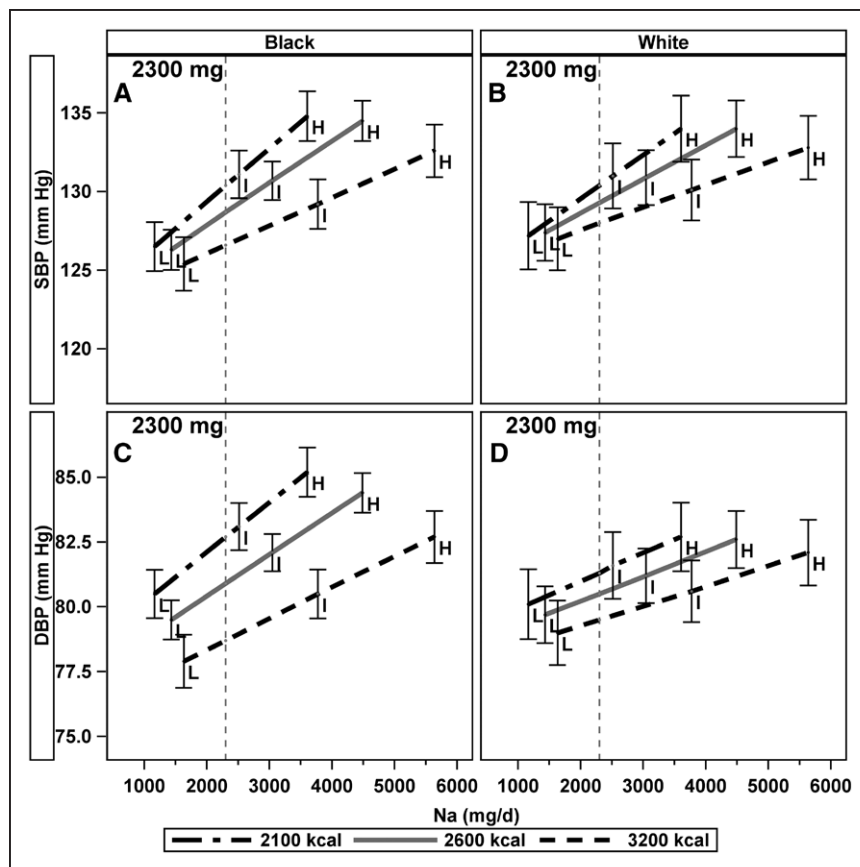 Black White
2300 mg 2300 mg
A B
SBP (mm Hg)
135
130
125
120
H H H H H H
I I I I I I
L L L L L L
2300 mg 2300 mg
C D
DBP (mm Hg)
85.0
82.5
80.0
77.5
75.0
H H H H H H
I I I I I I
L L L L L L
1000 2000 3000 4000 5000 6000 1000 2000 3000 4000 5000 6000
Na (mg/d)
2100 kcal 2600 kcal 3200 kcal